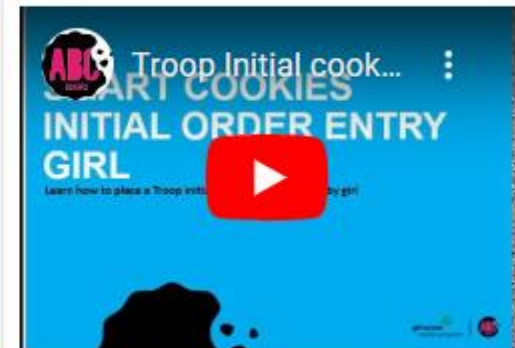 ABC
Troop Initial cook...
SMART COOKIES
INITIAL ORDER ENTRY
GIRL
Learn how to place a Troop initi by girl